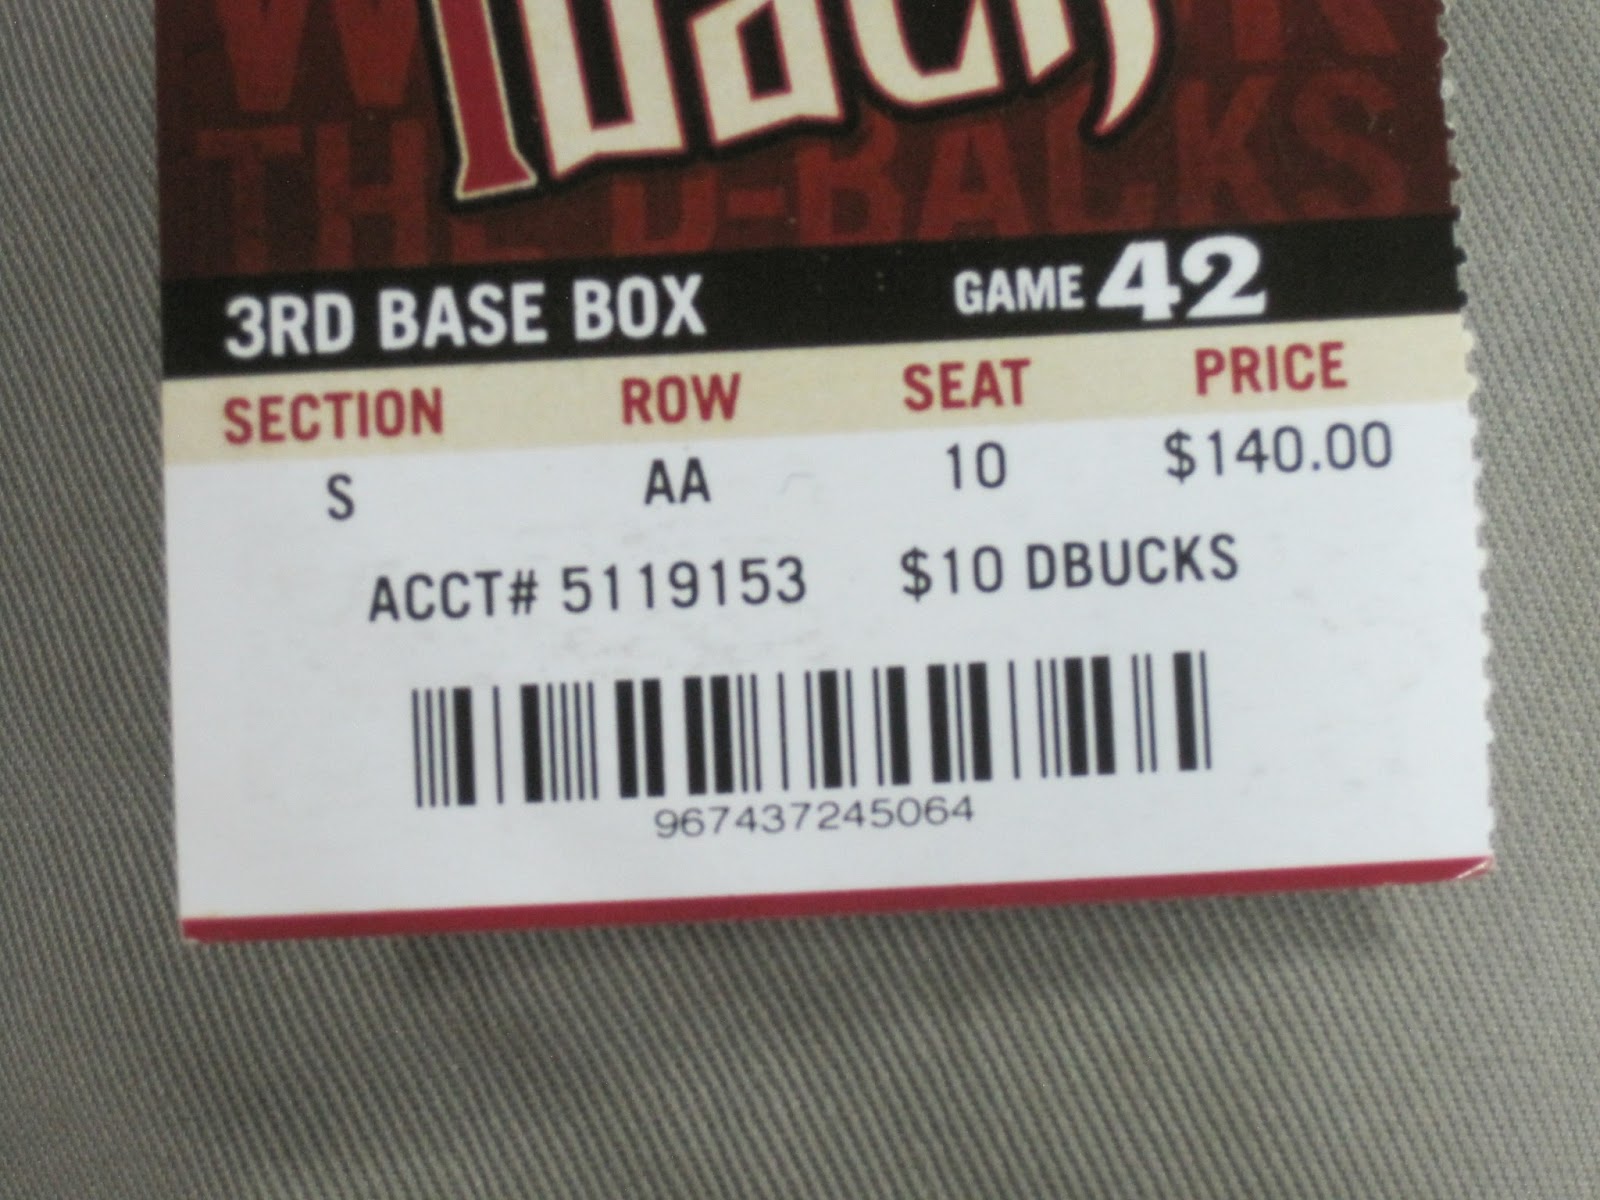 THE D-BACKS
3RD BASE BOX GAME 42
SECTION ROW SEAT PRICE
S AA 10 $140.00
ACCT# 5119153 $10 DBUCKS
967437245064